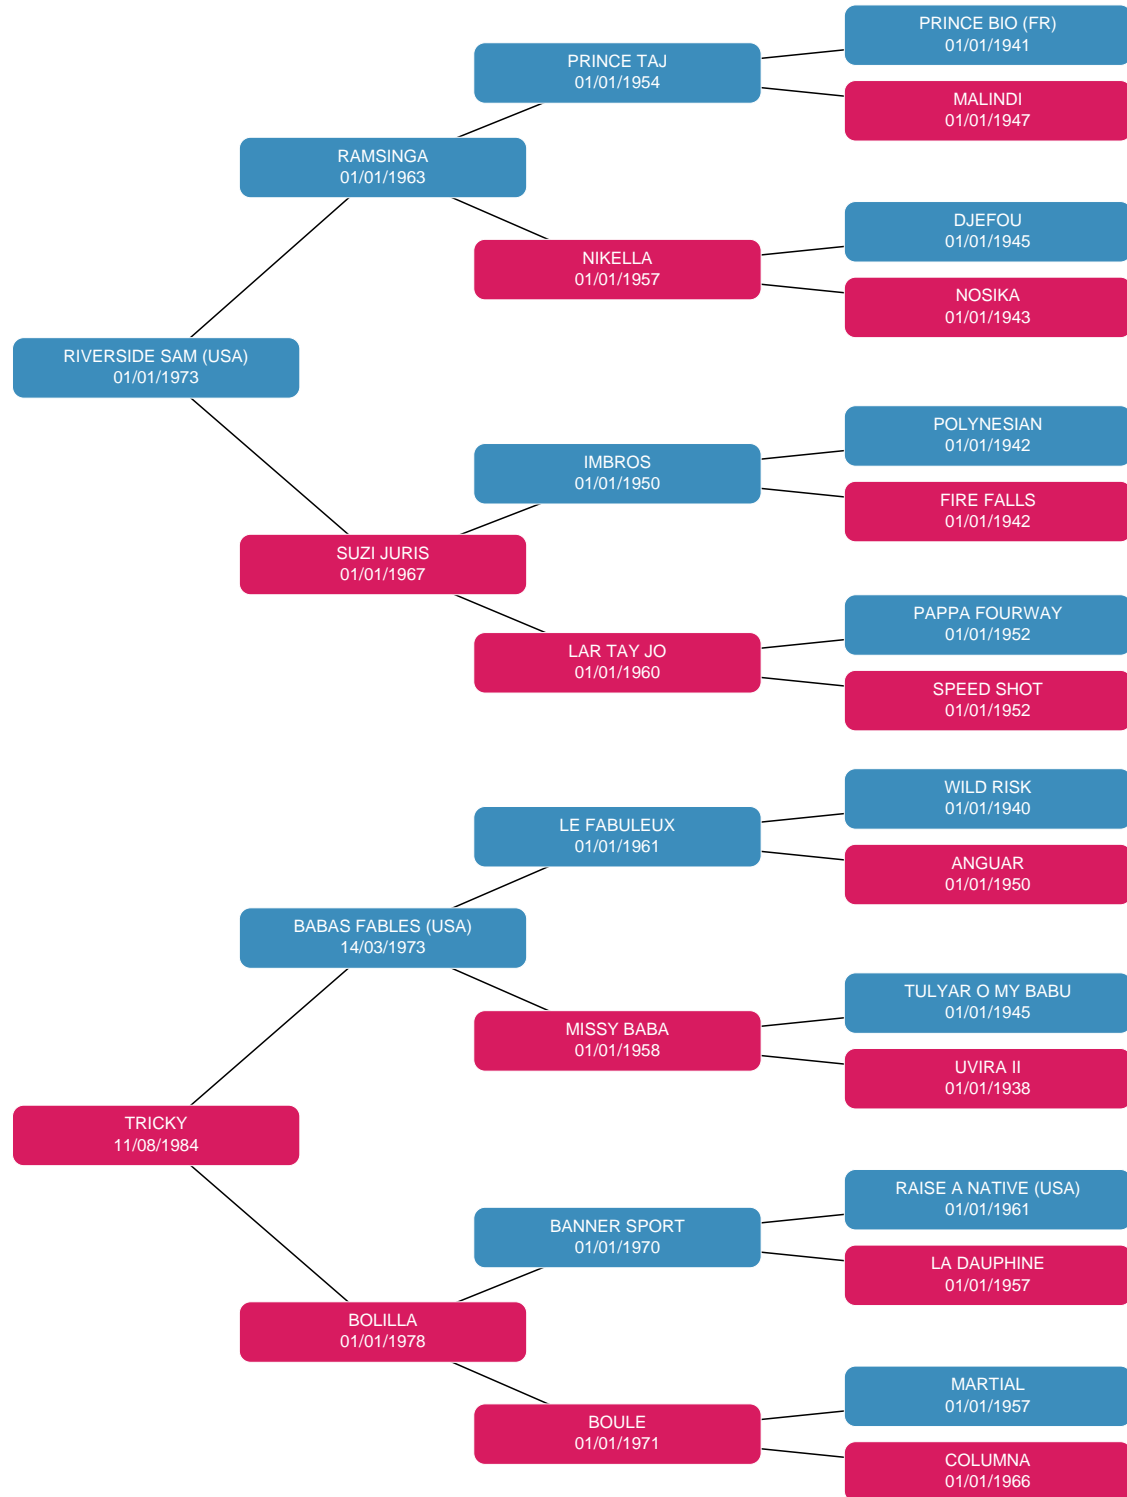 PRINCE BIO (FR)
01/01/1941
PRINCE TAJ
01/01/1954
MALINDI
01/01/1947
RAMSINGA
01/01/1963
DJEFOU
01/01/1945
NIKELLA
01/01/1957
NOSIKA
01/01/1943
RIVERSIDE SAM (USA)
01/01/1973
POLYNESIAN
01/01/1942
IMBROS
01/01/1950
FIRE FALLS
01/01/1942
SUZI JURIS
01/01/1967
PAPPA FOURWAY
01/01/1952
LAR TAY JO
01/01/1960
SPEED SHOT
01/01/1952
WILD RISK
01/01/1940
LE FABULEUX
01/01/1961
ANGUAR
01/01/1950
BABAS FABLES (USA)
14/03/1973
TULYAR O MY BABU
01/01/1945
MISSY BABA
01/01/1958
UVIRA II
01/01/1938
TRICKY
11/08/1984
RAISE A NATIVE (USA)
01/01/1961
BANNER SPORT
01/01/1970
LA DAUPHINE
01/01/1957
BOLILLA
01/01/1978
MARTIAL
01/01/1957
BOULE
01/01/1971
COLUMNA
01/01/1966